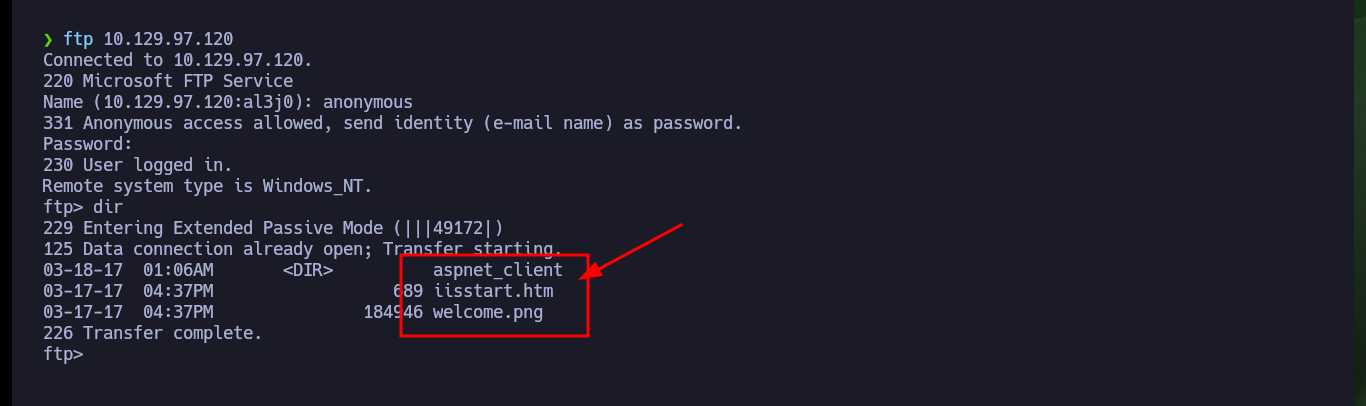 ❯ ftp 10.129.97.120
Connected to 10.129.97.120.
220 Microsoft FTP Service
Name (10.129.97.120:al3j0): anonymous
331 Anonymous access allowed, send identity (e-mail name) as password.
Password:
230 User logged in.
Remote system type is Windows_NT.
ftp> dir
229 Entering Extended Passive Mode (|||49172|)
125 Data connection already open; Transfer starting.
03-18-17  01:06AM       <DIR>          aspnet_client
03-17-17  04:37PM                  689 iisstart.htm
03-17-17  04:37PM               184946 welcome.png
226 Transfer complete.
ftp>